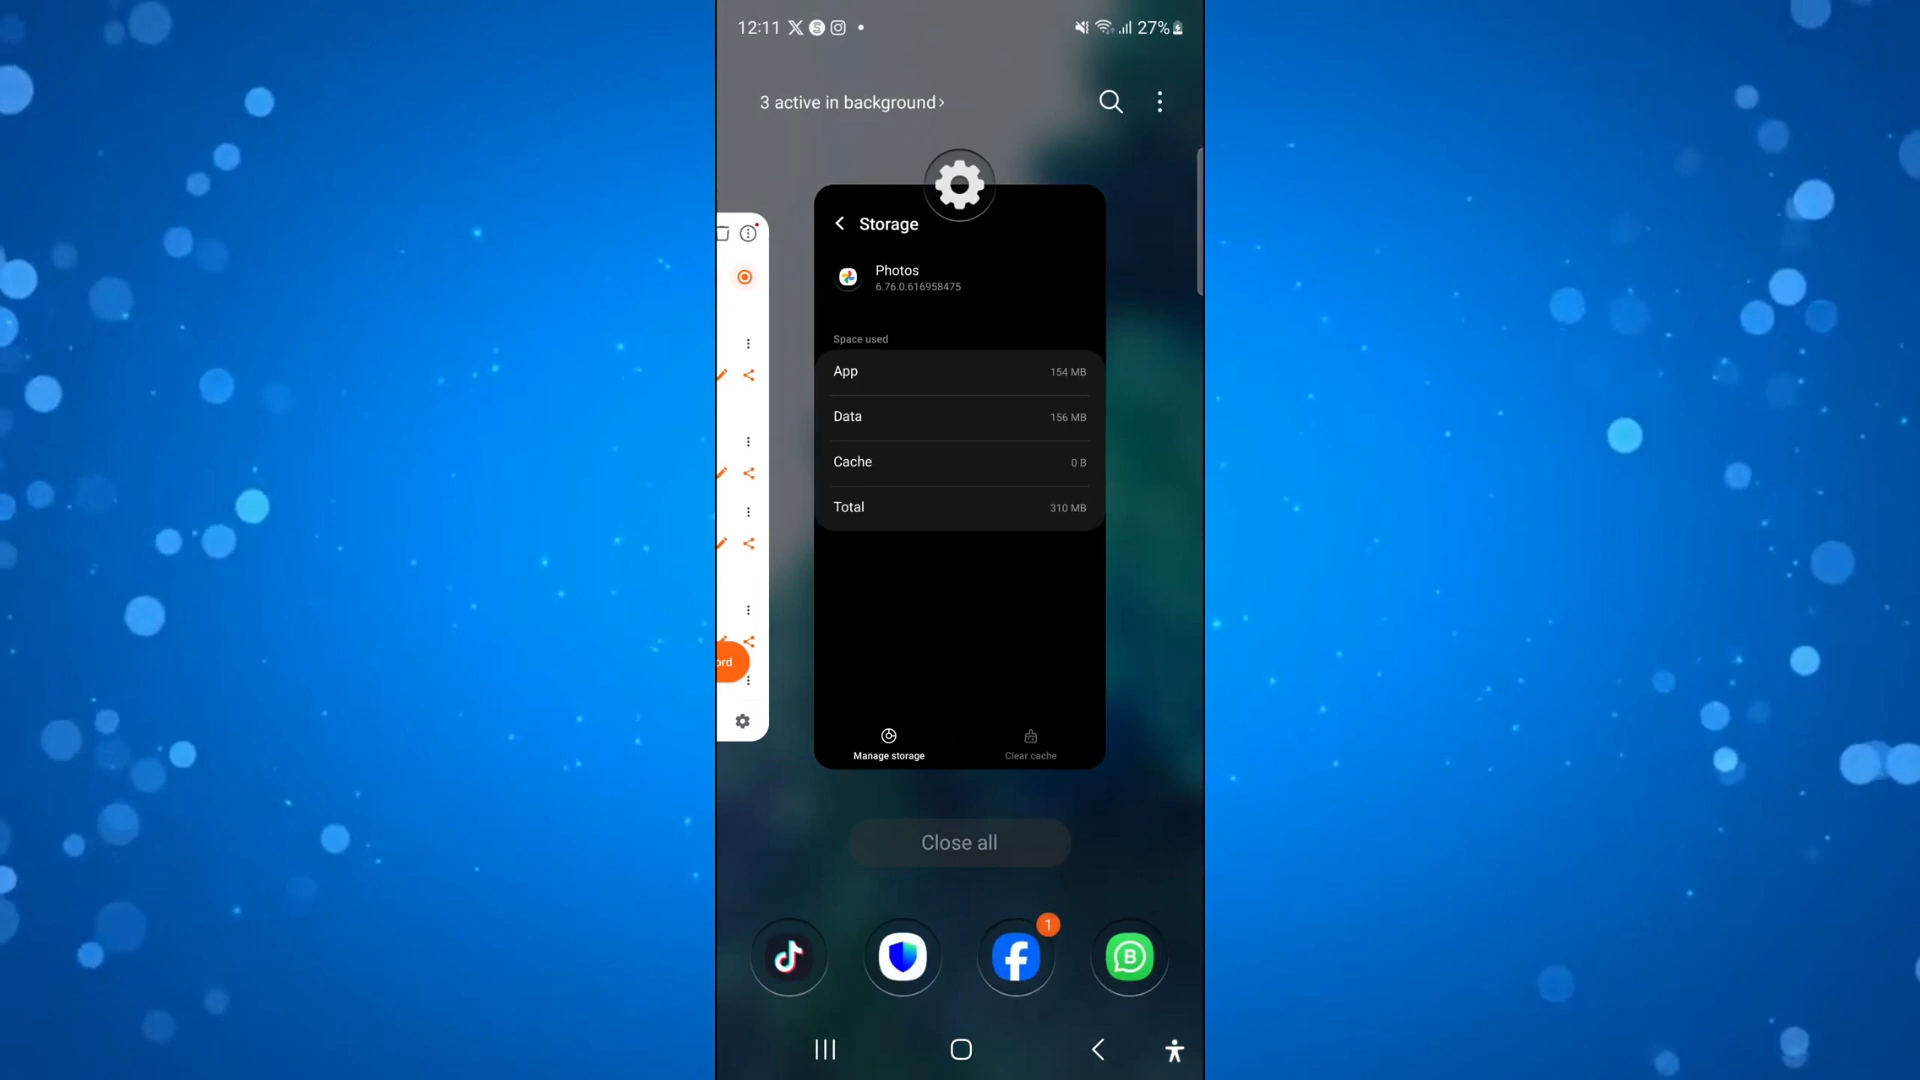 12:11
27%
3 active in background
Storage
Photos
6.76.0.616958475
Space used
App 154 MB
Data 156 MB
Cache 0 B
Total 310 MB
ord
Manage storage
Clear cache
Close all
1